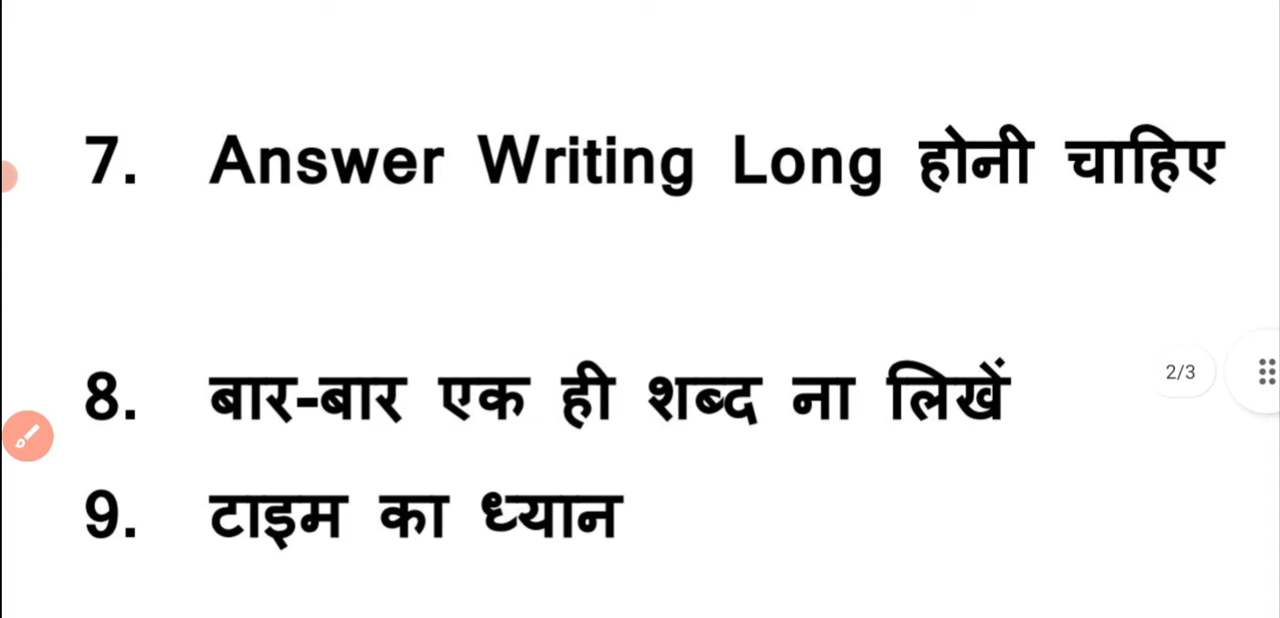 7. Answer Writing Long होनी चाहिए
8. बार-बार एक ही शब्द ना लिखें
2/3
9. टाइम का ध्यान